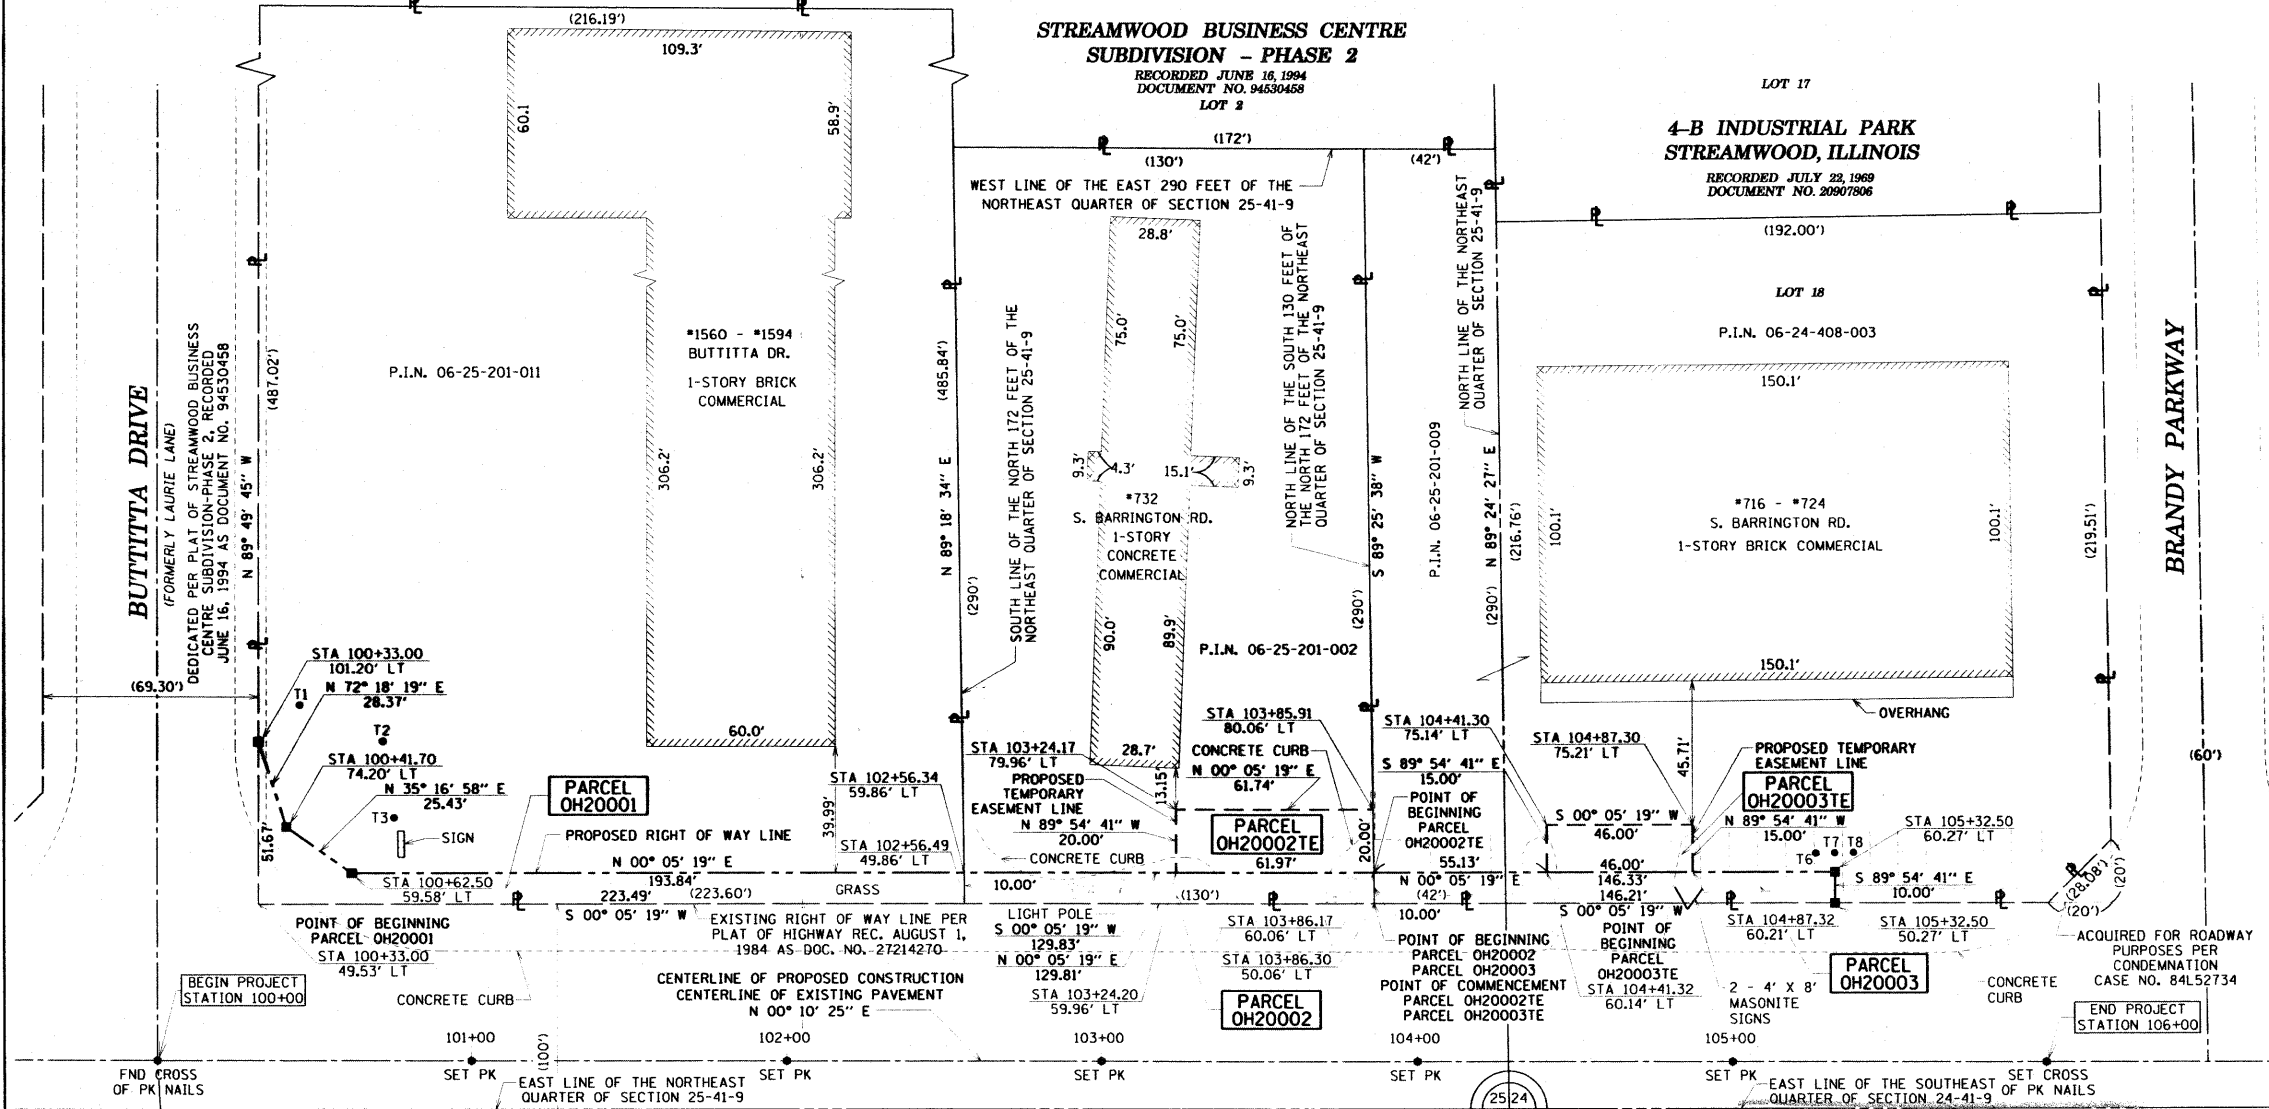 (216.19')
109.3'
60.1
58.9'
STREAMWOOD BUSINESS CENTRE
SUBDIVISION - PHASE 2
RECORDED JUNE 16, 1994
DOCUMENT NO. 94530458
LOT 2
(172')
(130')
(42')
WEST LINE OF THE EAST 290 FEET OF THE
NORTHEAST QUARTER OF SECTION 25-41-9
LOT 17
4-B INDUSTRIAL PARK
STREAMWOOD, ILLINOIS
RECORDED JULY 22, 1969
DOCUMENT NO. 20907806
(192.00')
LOT 18
P.I.N. 06-24-408-003
150.1'
#716 - #724
S. BARRINGTON RD.
1-STORY BRICK COMMERCIAL
100.1'
100.1'
150.1'
OVERHANG
(216.76')
(219.51')
BRANDY PARKWAY
(60')
BUTTITTA DRIVE
(FORMERLY LAURIE LANE)
DEDICATED PER PLAT OF STREAMWOOD BUSINESS
CENTRE SUBDIVISION-PHASE 2, RECORDED
JUNE 16, 1994 AS DOCUMENT NO. 94530458
N 89° 49' 45" W
(487.02')
(69.30')
P.I.N. 06-25-201-011
#1560 - #1594
BUTTITTA DR.
1-STORY BRICK
COMMERCIAL
306.2'
306.2'
60.0'
39.99'
(485.84')
N 89° 18' 34" E
(290')
SOUTH LINE OF THE NORTH 172 FEET OF THE
NORTHEAST QUARTER OF SECTION 25-41-9
28.8'
75.0'
75.0'
9.3'
4.3'
15.1'
9.3'
#732
S. BARRINGTON RD.
1-STORY
CONCRETE
COMMERCIAL
90.0'
89.9'
28.7'
13.15'
P.I.N. 06-25-201-002
NORTH LINE OF THE SOUTH 130 FEET OF
THE NORTH 172 FEET OF THE NORTHEAST
QUARTER OF SECTION 25-41-9
S 89° 25' 38" W
(290')
P.I.N. 06-25-201-009
NORTH LINE OF THE NORTHEAST
QUARTER OF SECTION 25-41-9
N 89° 24' 27" E
(290')
STA 100+33.00
101.20' LT
N 72° 18' 19" E
28.37'
T1
T2
STA 100+41.70
74.20' LT
N 35° 16' 58" E
25.43'
T3
SIGN
51.67'
PARCEL
OH20001
PROPOSED RIGHT OF WAY LINE
N 00° 05' 19" E
193.84'
STA 100+62.50
59.58' LT
223.49'
(223.60')
S 00° 05' 19" W
GRASS
STA 102+56.34
59.86' LT
STA 102+56.49
49.86' LT
STA 103+24.17
79.96' LT
PROPOSED
TEMPORARY
EASEMENT LINE
N 89° 54' 41" W
20.00'
CONCRETE CURB
10.00'
STA 103+85.91
80.06' LT
CONCRETE CURB
N 00° 05' 19" E
61.74'
PARCEL
OH20002TE
61.97'
20.00'
STA 104+41.30
75.14' LT
S 89° 54' 41" E
15.00'
POINT OF
BEGINNING
PARCEL
OH20002TE
55.13'
N 00° 05' 19" E
(42')
10.00'
STA 104+87.30
75.21' LT
45.71'
S 00° 05' 19" W
46.00'
46.00'
146.33'
146.21'
S 00° 05' 19" W
PROPOSED TEMPORARY
EASEMENT LINE
PARCEL
OH20003TE
N 89° 54' 41" W
15.00'
T6
T7
T8
STA 105+32.50
60.27' LT
S 89° 54' 41" E
10.00'
(28.08')
(20')
(20')
POINT OF BEGINNING
PARCEL OH20001
STA 100+33.00
49.53' LT
EXISTING RIGHT OF WAY LINE PER
PLAT OF HIGHWAY REC. AUGUST 1,
1984 AS DOC. NO. 27214270
LIGHT POLE
S 00° 05' 19" W
129.83'
N 00° 05' 19" E
129.81'
STA 103+24.20
59.96' LT
(130')
STA 103+86.17
60.06' LT
STA 103+86.30
50.06' LT
PARCEL
OH20002
POINT OF BEGINNING
PARCEL OH20002
PARCEL OH20003
POINT OF COMMENCEMENT
PARCEL OH20002TE
PARCEL OH20003TE
POINT OF
BEGINNING
PARCEL
OH20003TE
STA 104+41.32
60.14' LT
STA 104+87.32
60.21' LT
2 - 4' X 8'
MASONITE
SIGNS
PARCEL
OH20003
STA 105+32.50
50.27' LT
CONCRETE
CURB
ACQUIRED FOR ROADWAY
PURPOSES PER
CONDEMNATION
CASE NO. 84L52734
BEGIN PROJECT
STATION 100+00
CONCRETE CURB
CENTERLINE OF PROPOSED CONSTRUCTION
CENTERLINE OF EXISTING PAVEMENT
N 00° 10' 25" E
END PROJECT
STATION 106+00
101+00
102+00
103+00
104+00
105+00
(100')
FND CROSS
OF PK NAILS
SET PK
SET PK
SET PK
SET PK
SET PK
SET CROSS
OF PK NAILS
EAST LINE OF THE NORTHEAST
QUARTER OF SECTION 25-41-9
25 24
EAST LINE OF THE SOUTHEAST
QUARTER OF SECTION 24-41-9